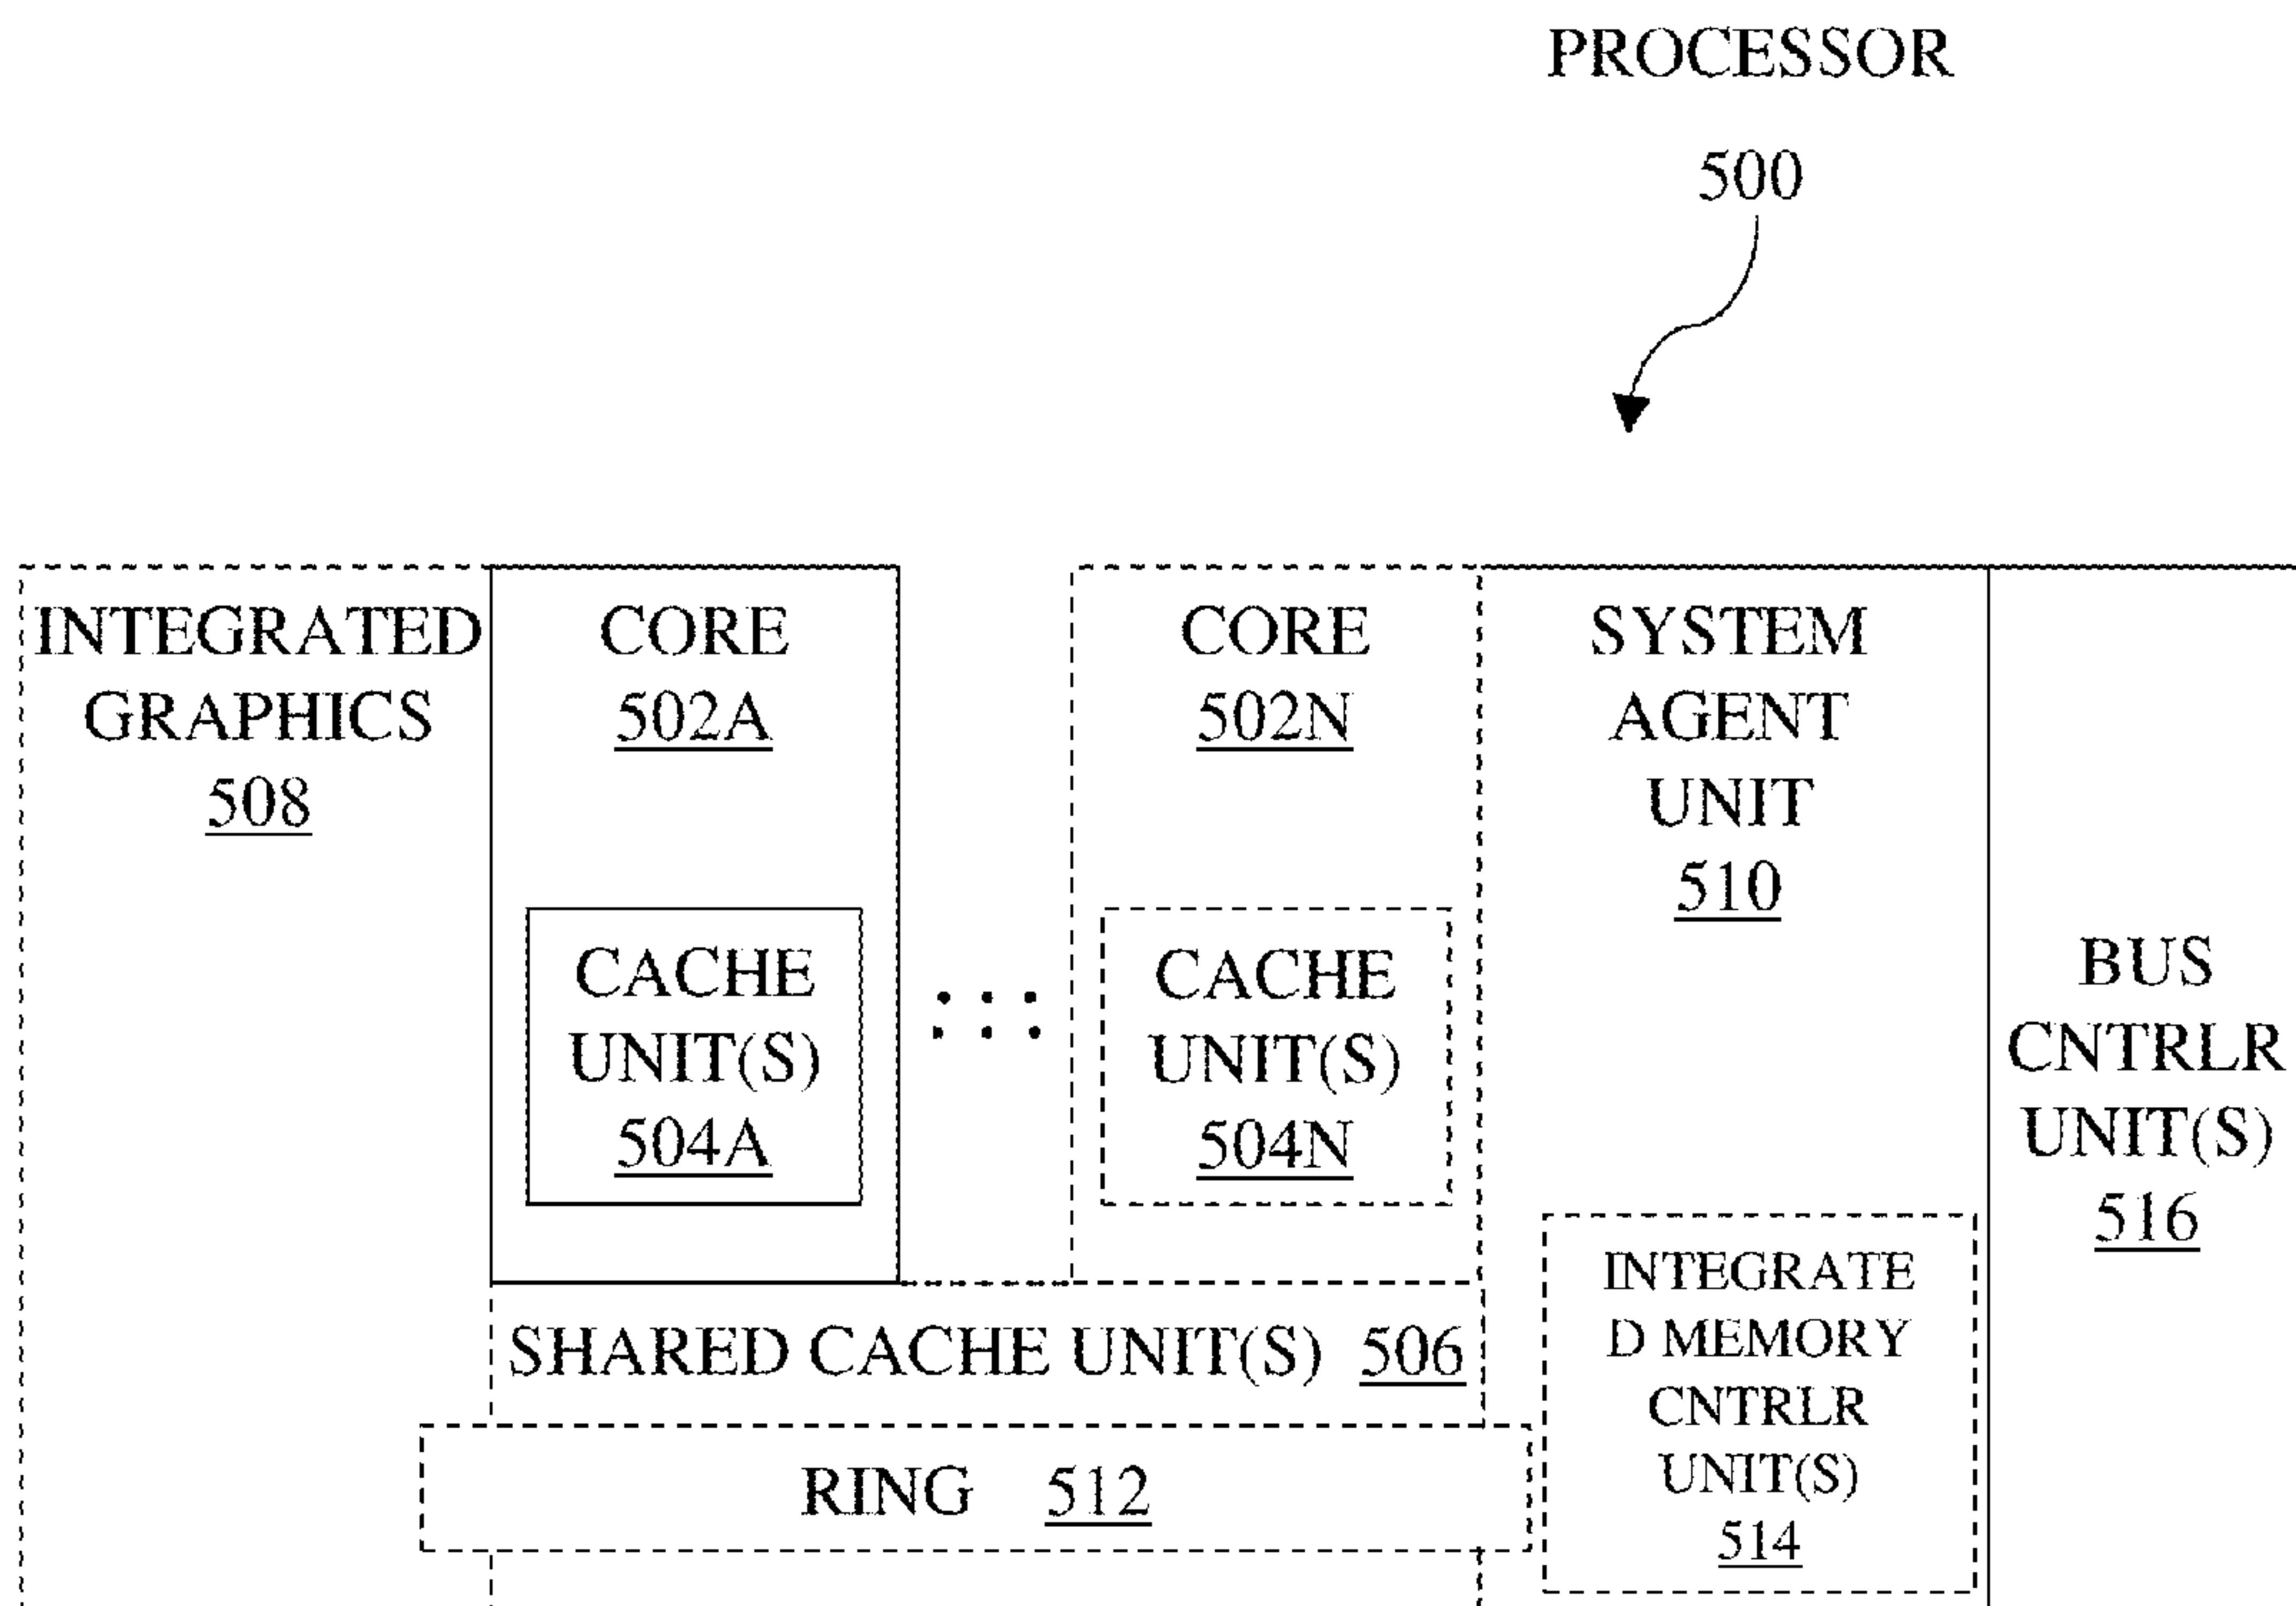 PROCESSOR
500
INTEGRATED
GRAPHICS
508
CORE
502A
CACHE
UNIT(S)
504A
CORE
502N
CACHE
UNIT(S)
504N
SYSTEM
AGENT
UNIT
510
BUS
CNTRLR
UNIT(S)
516
SHARED CACHE UNIT(S) 506
RING 512
INTEGRATE
D MEMORY
CNTRLR
UNIT(S)
514